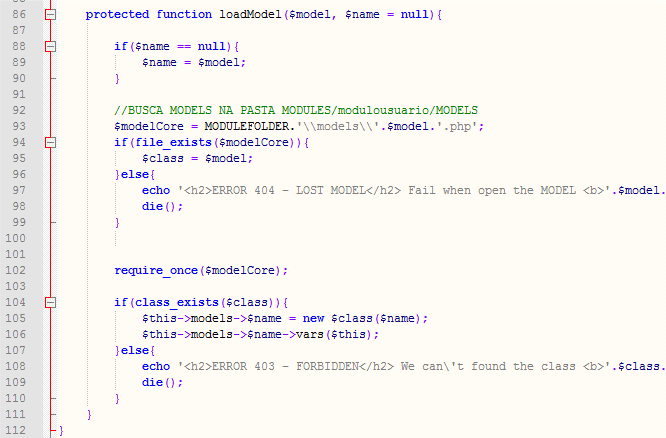 86 protected function loadModel($model, $name = null){
87
88 if($name == null){
89 $name = $model;
90 }
91
92 //BUSCA MODELS NA PASTA MODULES/modulousuario/MODELS
93 $modelCore = MODULEFOLDER.'\\models\\'.$model.'.php';
94 if(file_exists($modelCore)){
95 $class = $model;
96 }else{
97 echo '<h2>ERROR 404 - LOST MODEL</h2> Fail when open the MODEL <b>'.$model.
98 die();
99 }
100
101
102 require_once($modelCore);
103
104 if(class_exists($class)){
105 $this->models->$name = new $class($name);
106 $this->models->$name->vars($this);
107 }else{
108 echo '<h2>ERROR 403 - FORBIDDEN</h2> We can\'t found the class <b>'.$class.
109 die();
110 }
111 }
112 }